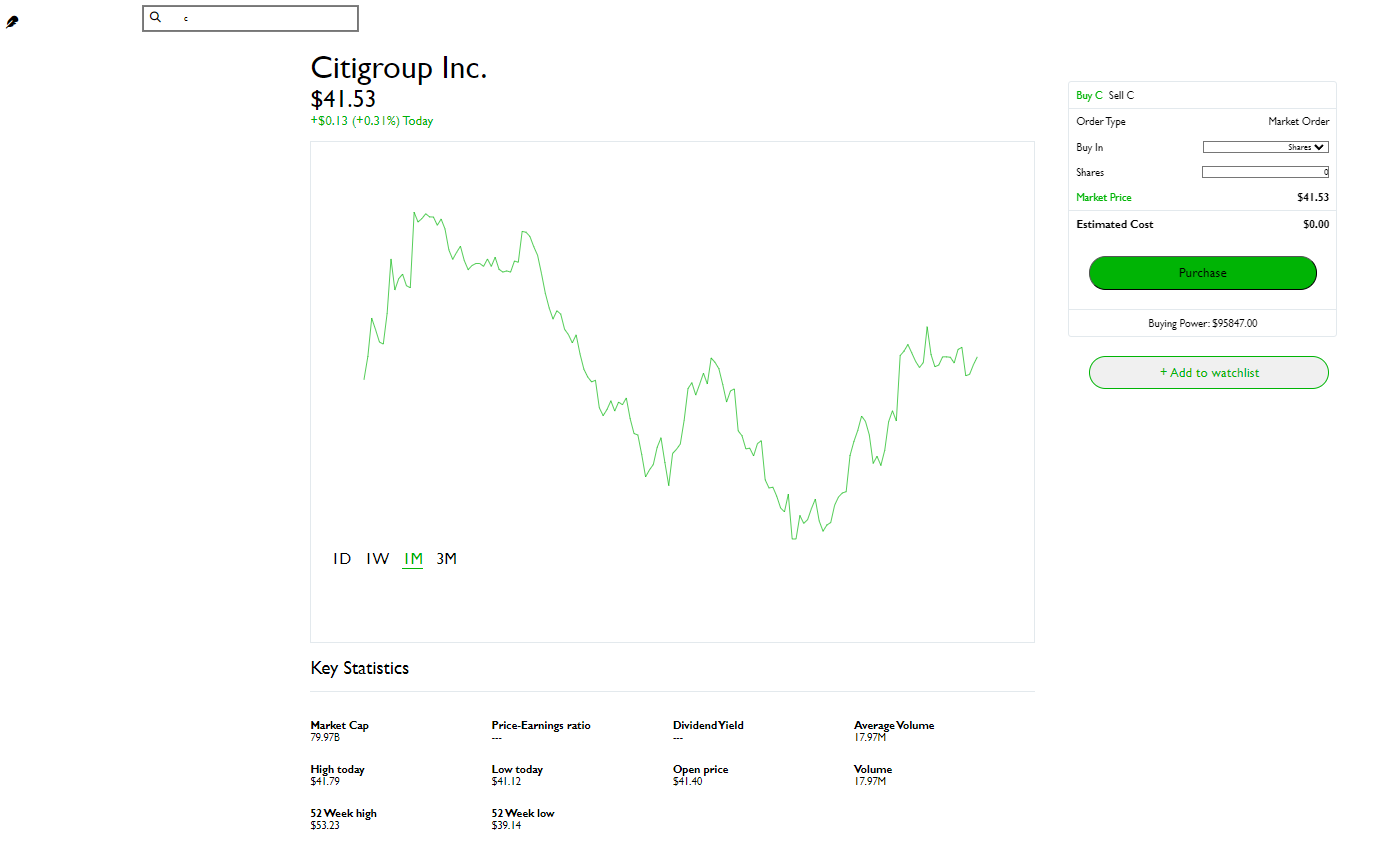 c
Citigroup Inc.
$41.53
+$0.13 (+0.31%) Today
1D 1W 1M 3M
Buy C Sell C
Order Type Market Order
Buy In Shares
Shares 0
Market Price $41.53
Estimated Cost $0.00
Purchase
Buying Power: $95847.00
+ Add to watchlist
Key Statistics
Market Cap Price-Earnings ratio Dividend Yield Average Volume
79.97B --- --- 17.97M
High today Low today Open price Volume
$41.79 $41.12 $41.40 17.97M
52 Week high 52 Week low
$53.23 $39.14